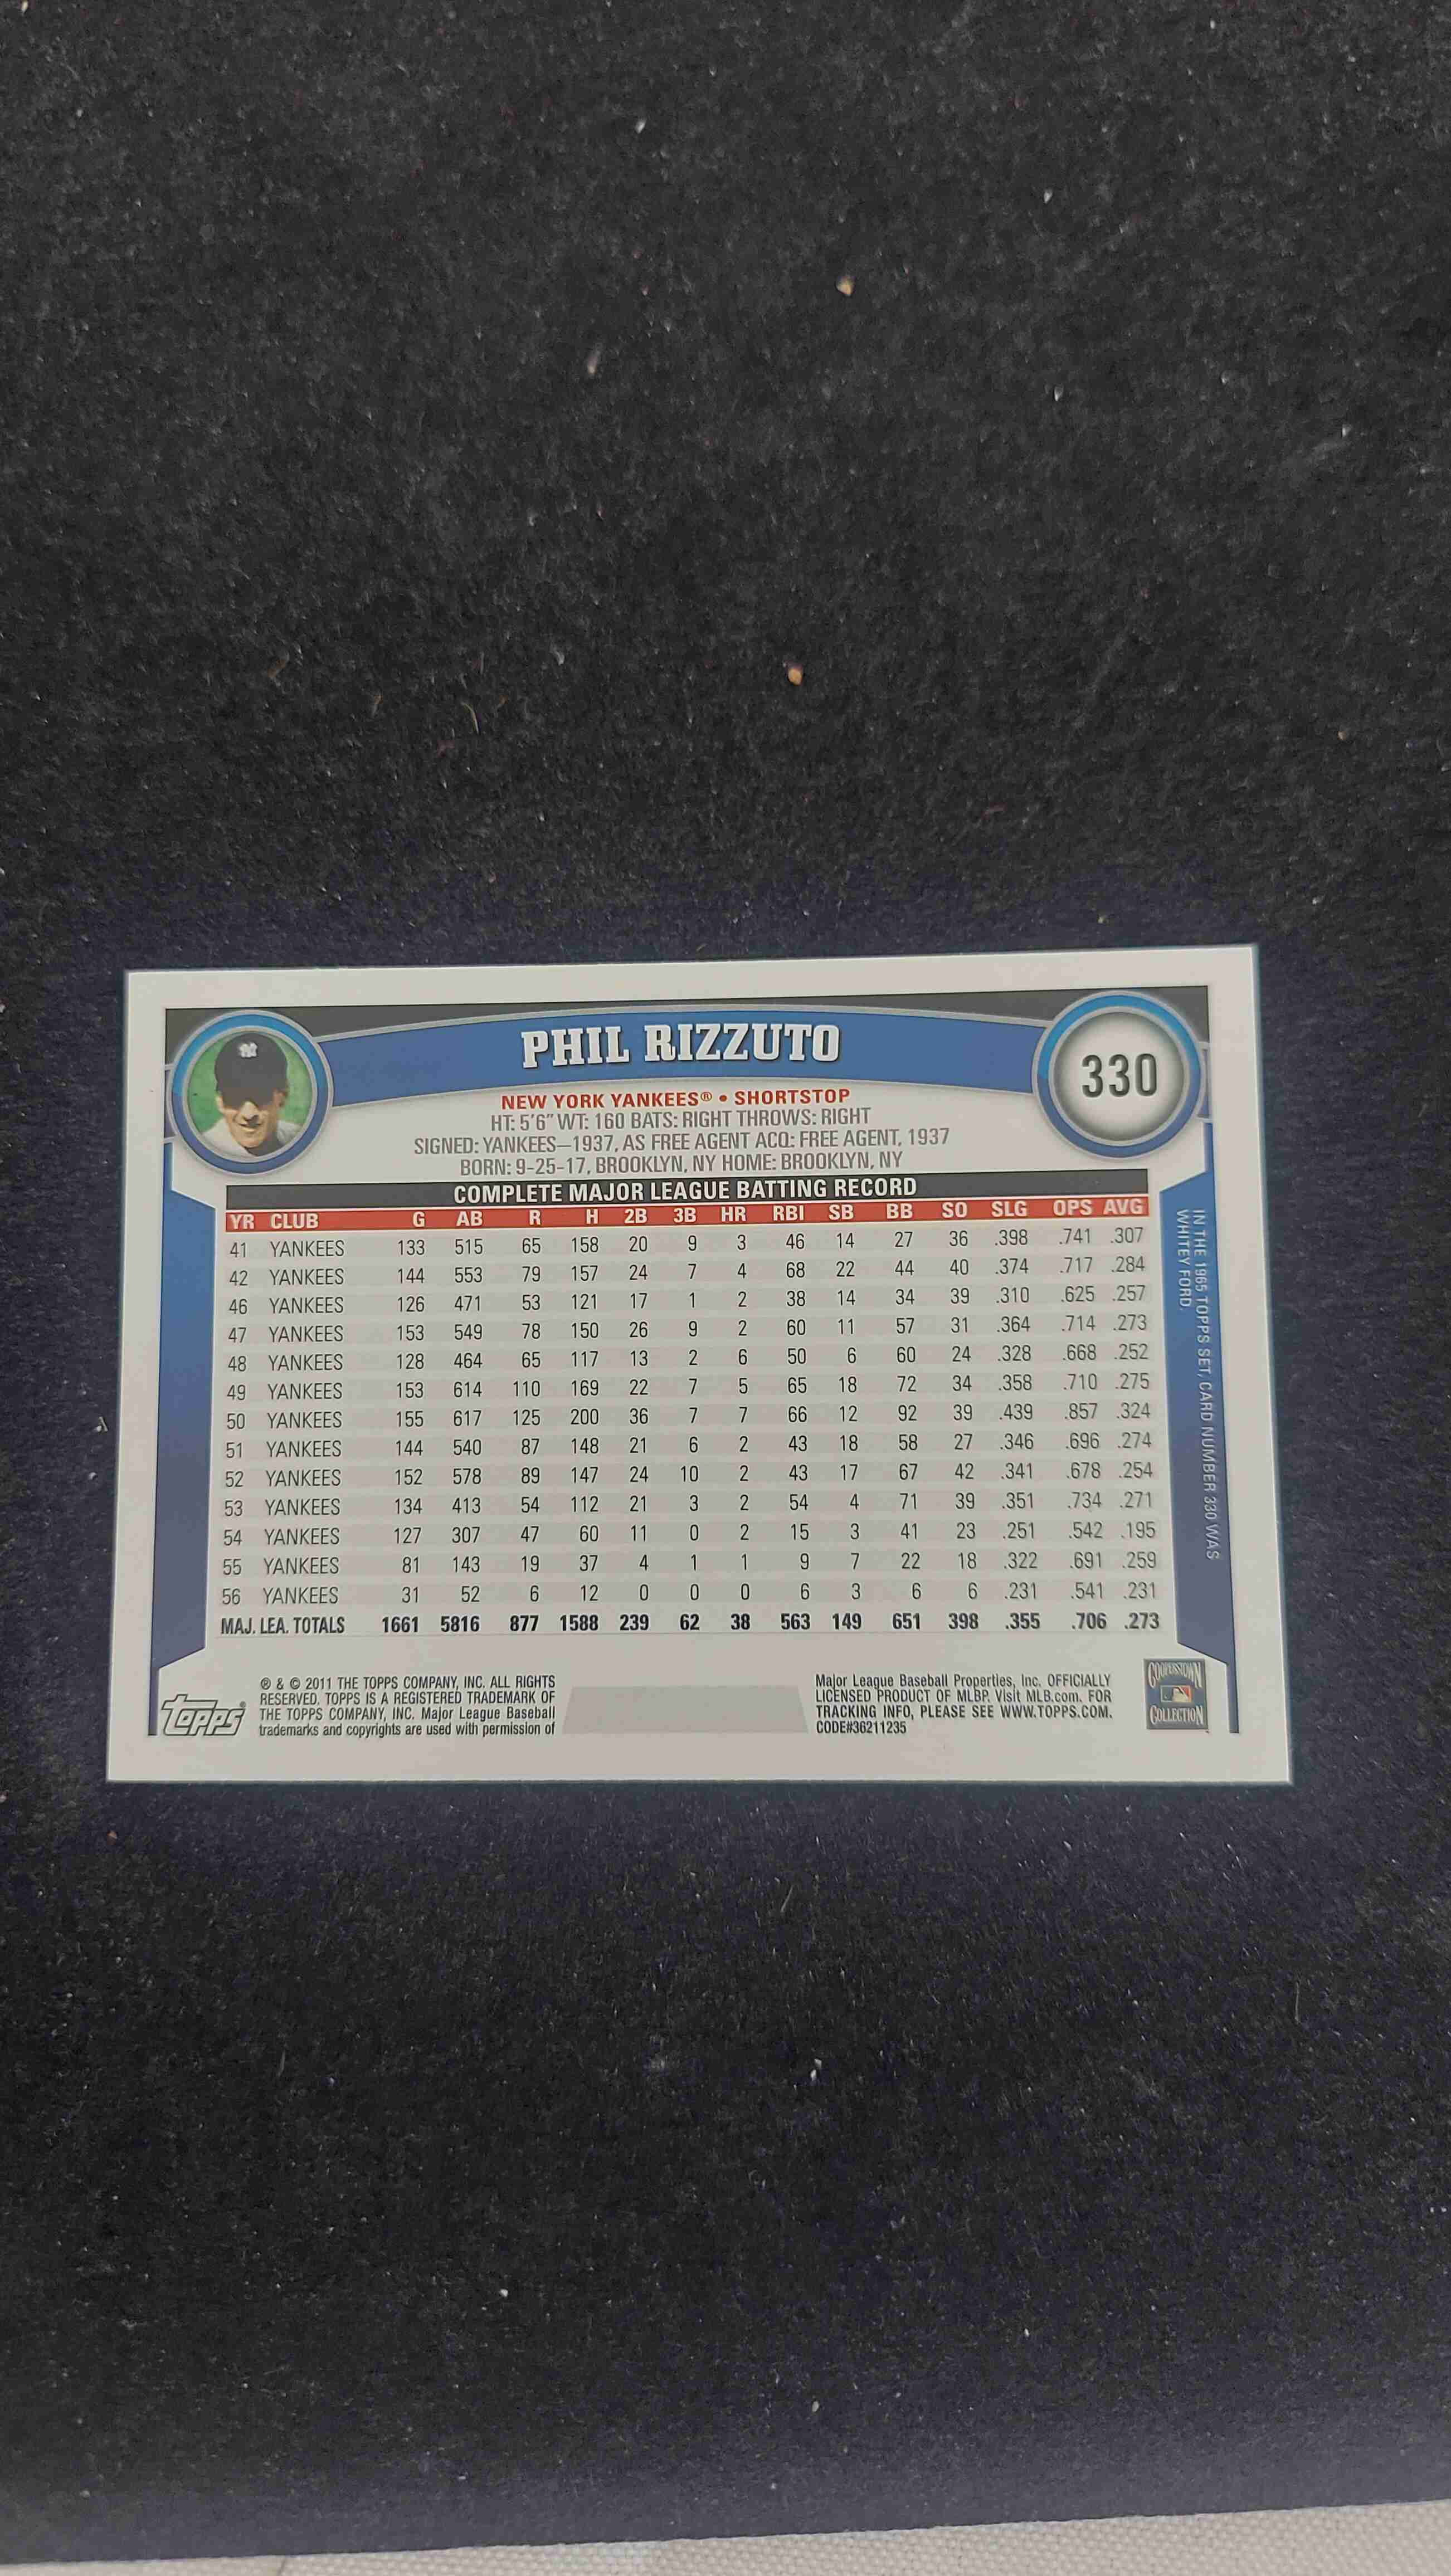 PHIL RIZZUTO
330
NEW YORK YANKEES® • SHORTSTOP
HT: 5'6" WT: 160 BATS: RIGHT THROWS: RIGHT
SIGNED: YANKEES–1937, AS FREE AGENT ACQ: FREE AGENT, 1937
BORN: 9-25-17, BROOKLYN, NY HOME: BROOKLYN, NY
COMPLETE MAJOR LEAGUE BATTING RECORD
YR CLUB G AB R H 2B 3B HR RBI SB BB SO SLG OPS AVG
41 YANKEES 133 515 65 158 20 9 3 46 14 27 36 .398 .741 .307
42 YANKEES 144 553 79 157 24 7 4 68 22 44 40 .374 .717 .284
46 YANKEES 126 471 53 121 17 1 2 38 14 34 39 .310 .625 .257
47 YANKEES 153 549 78 150 26 9 2 60 11 57 31 .364 .714 .273
48 YANKEES 128 464 65 117 13 2 6 50 6 60 24 .328 .668 .252
49 YANKEES 153 614 110 169 22 7 5 65 18 72 34 .358 .710 .275
50 YANKEES 155 617 125 200 36 7 7 66 12 92 39 .439 .857 .324
51 YANKEES 144 540 87 148 21 6 2 43 18 58 27 .346 .696 .274
52 YANKEES 152 578 89 147 24 10 2 43 17 67 42 .341 .678 .254
53 YANKEES 134 413 54 112 21 3 2 54 4 71 39 .351 .734 .271
54 YANKEES 127 307 47 60 11 0 2 15 3 41 23 .251 .542 .195
55 YANKEES 81 143 19 37 4 1 1 9 7 22 18 .322 .691 .259
56 YANKEES 31 52 6 12 0 0 0 6 3 6 6 .231 .541 .231
MAJ. LEA. TOTALS 1661 5816 877 1588 239 62 38 563 149 651 398 .355 .706 .273
IN THE 1965 TOPPS SET, CARD NUMBER 330 WAS
WHITEY FORD.
Topps®
® & © 2011 THE TOPPS COMPANY, INC. ALL RIGHTS
RESERVED. TOPPS IS A REGISTERED TRADEMARK OF
THE TOPPS COMPANY, INC. Major League Baseball
trademarks and copyrights are used with permission of
Major League Baseball Properties, Inc. OFFICIALLY
LICENSED PRODUCT OF MLBP. Visit MLB.com. FOR
TRACKING INFO, PLEASE SEE WWW.TOPPS.COM.
CODE#36211235
COOPERSTOWN
COLLECTION